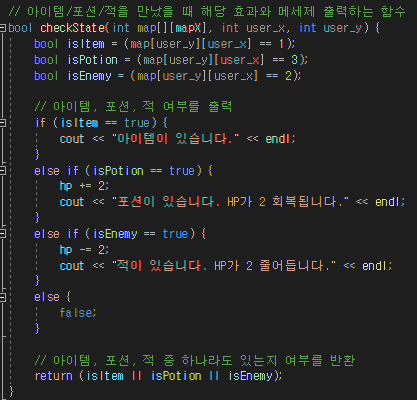 // 아이템/포션/적을 만났을 때 해당 효과와 메세제 출력하는 함수
bool checkState(int map[][mapX], int user_x, int user_y) {
bool isItem = (map[user_y][user_x] == 1);
bool isPotion = (map[user_y][user_x] == 3);
bool isEnemy = (map[user_y][user_x] == 2);
// 아이템, 포션, 적 여부를 출력
if (isItem == true) {
cout << "아이템이 있습니다." << endl;
}
else if (isPotion == true) {
hp += 2;
cout << "포션이 있습니다. HP가 2 회복됩니다." << endl;
}
else if (isEnemy == true) {
hp -= 2;
cout << "적이 있습니다. HP가 2 줄어듭니다." << endl;
}
else {
false;
}
// 아이템, 포션, 적 중 하나라도 있는지 여부를 반환
return (isItem || isPotion || isEnemy);
}